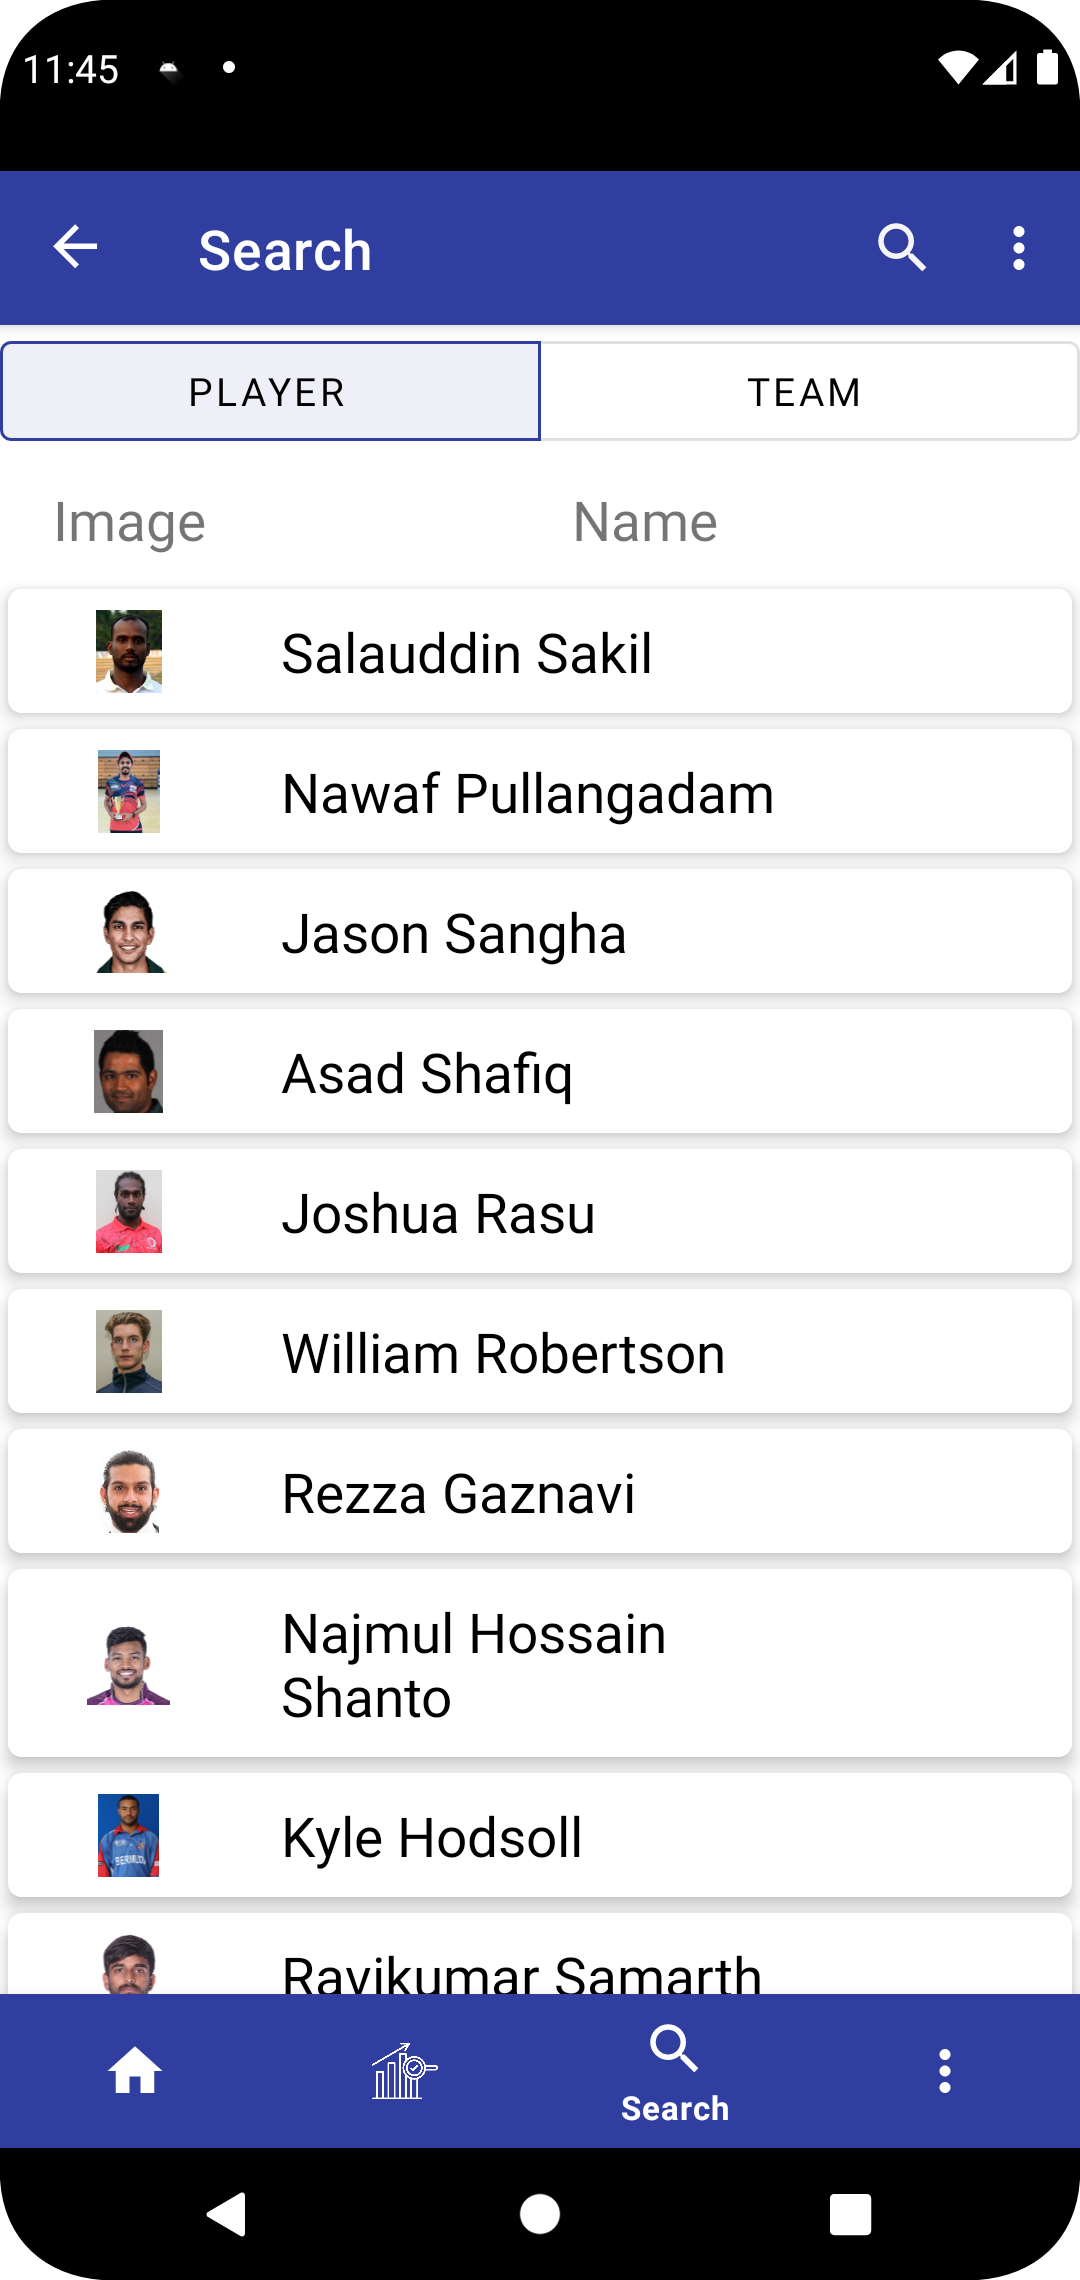 11:45
Search
PLAYER TEAM
Image Name
Salauddin Sakil
Nawaf Pullangadam
Jason Sangha
Asad Shafiq
Joshua Rasu
William Robertson
Rezza Gaznavi
Najmul Hossain
Shanto
BERMUDA
Kyle Hodsoll
Ravikumar Samarth
Search